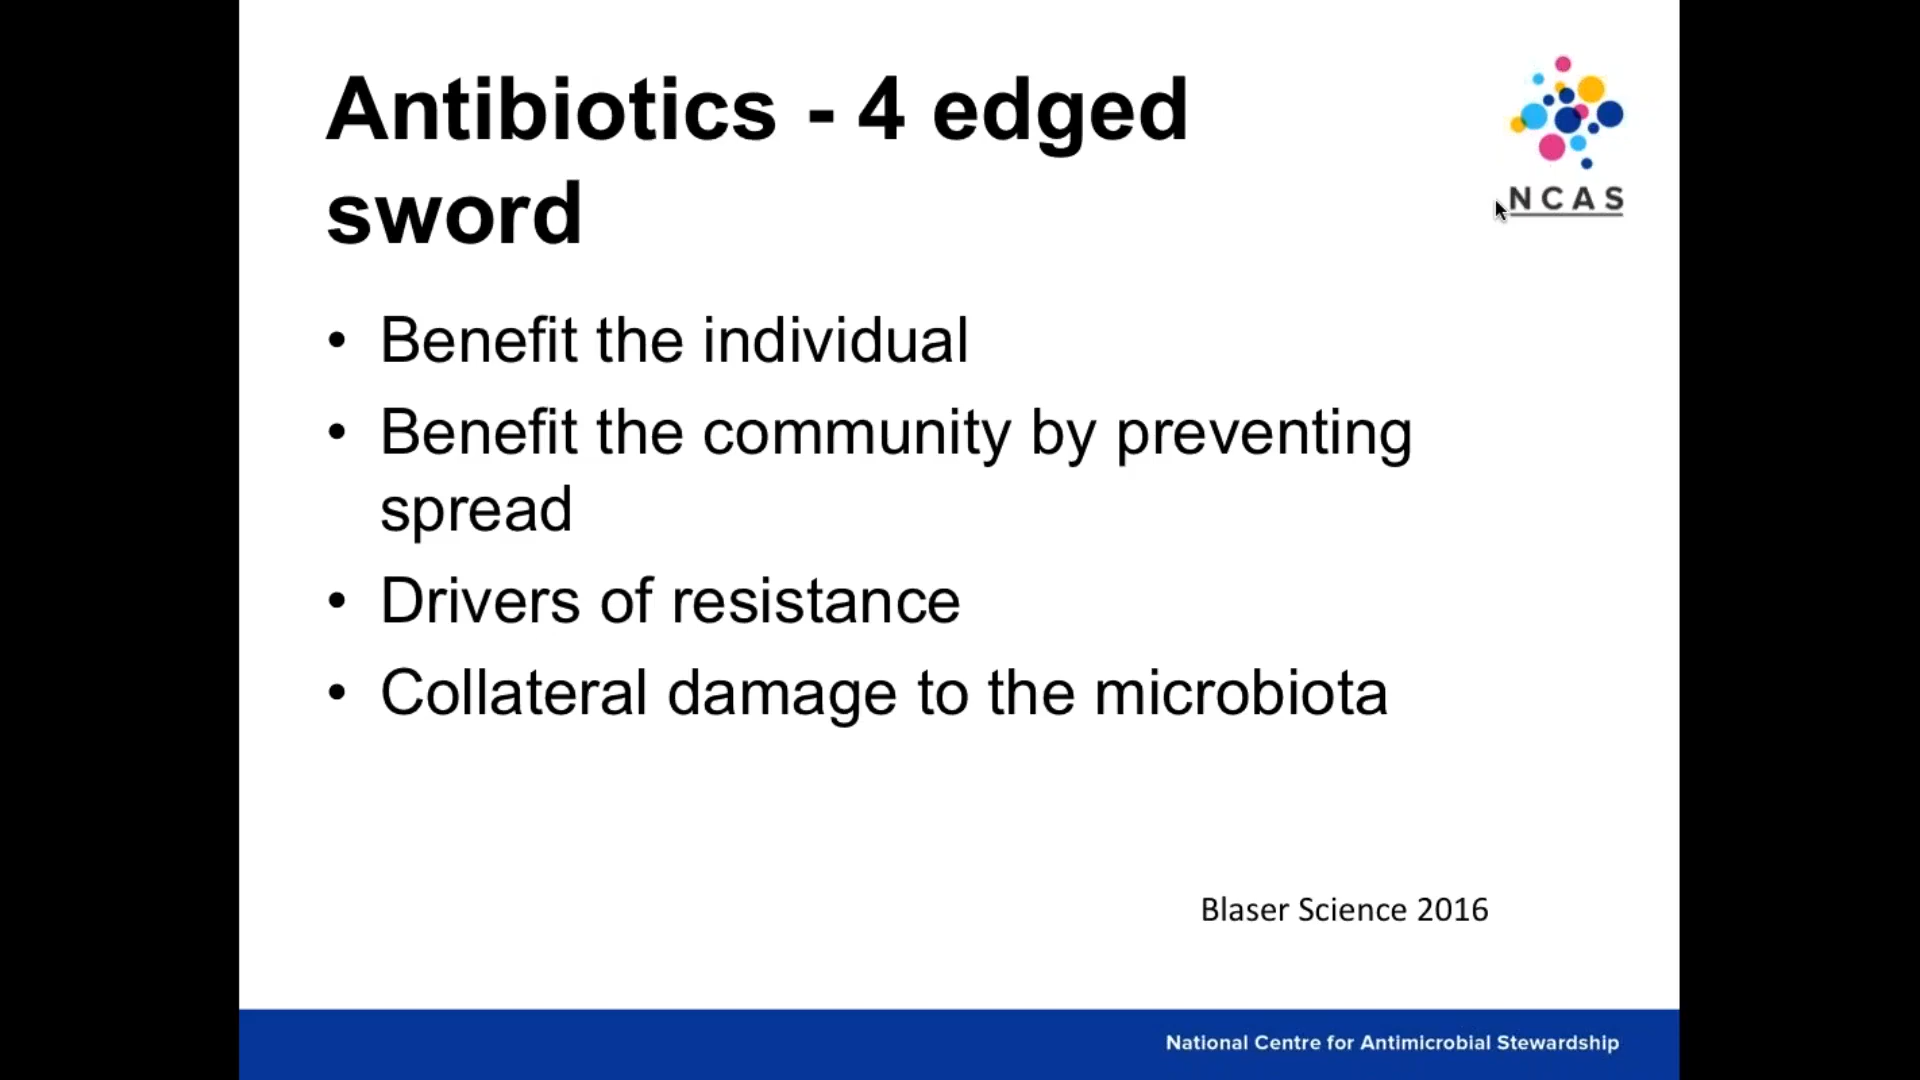 Antibiotics - 4 edged
sword
NCAS
• Benefit the individual
• Benefit the community by preventing
spread
• Drivers of resistance
• Collateral damage to the microbiota
Blaser Science 2016
National Centre for Antimicrobial Stewardship